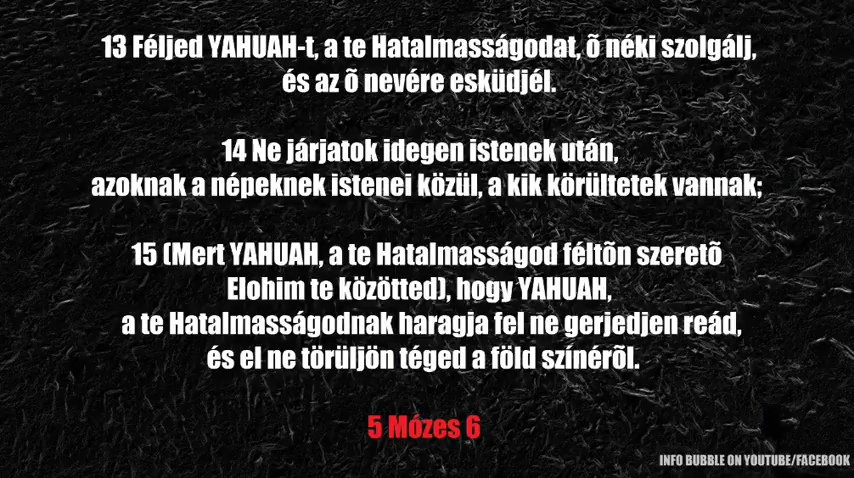 13 Féljed YAHUAH-t, a te Hatalmasságodat, õ néki szolgálj,
és az õ nevére esküdjél.
14 Ne járjatok idegen istenek után,
azoknak a népeknek istenei közül, a kik körültetek vannak;
15 (Mert YAHUAH, a te Hatalmasságod féltõn szeretõ
Elohim te közötted), hogy YAHUAH,
a te Hatalmasságodnak haragja fel ne gerjedjen reád,
és el ne törüljön téged a föld színérõl.
5 Mózes 6
INFO BUBBLE ON YOUTUBE/FACEBOOK